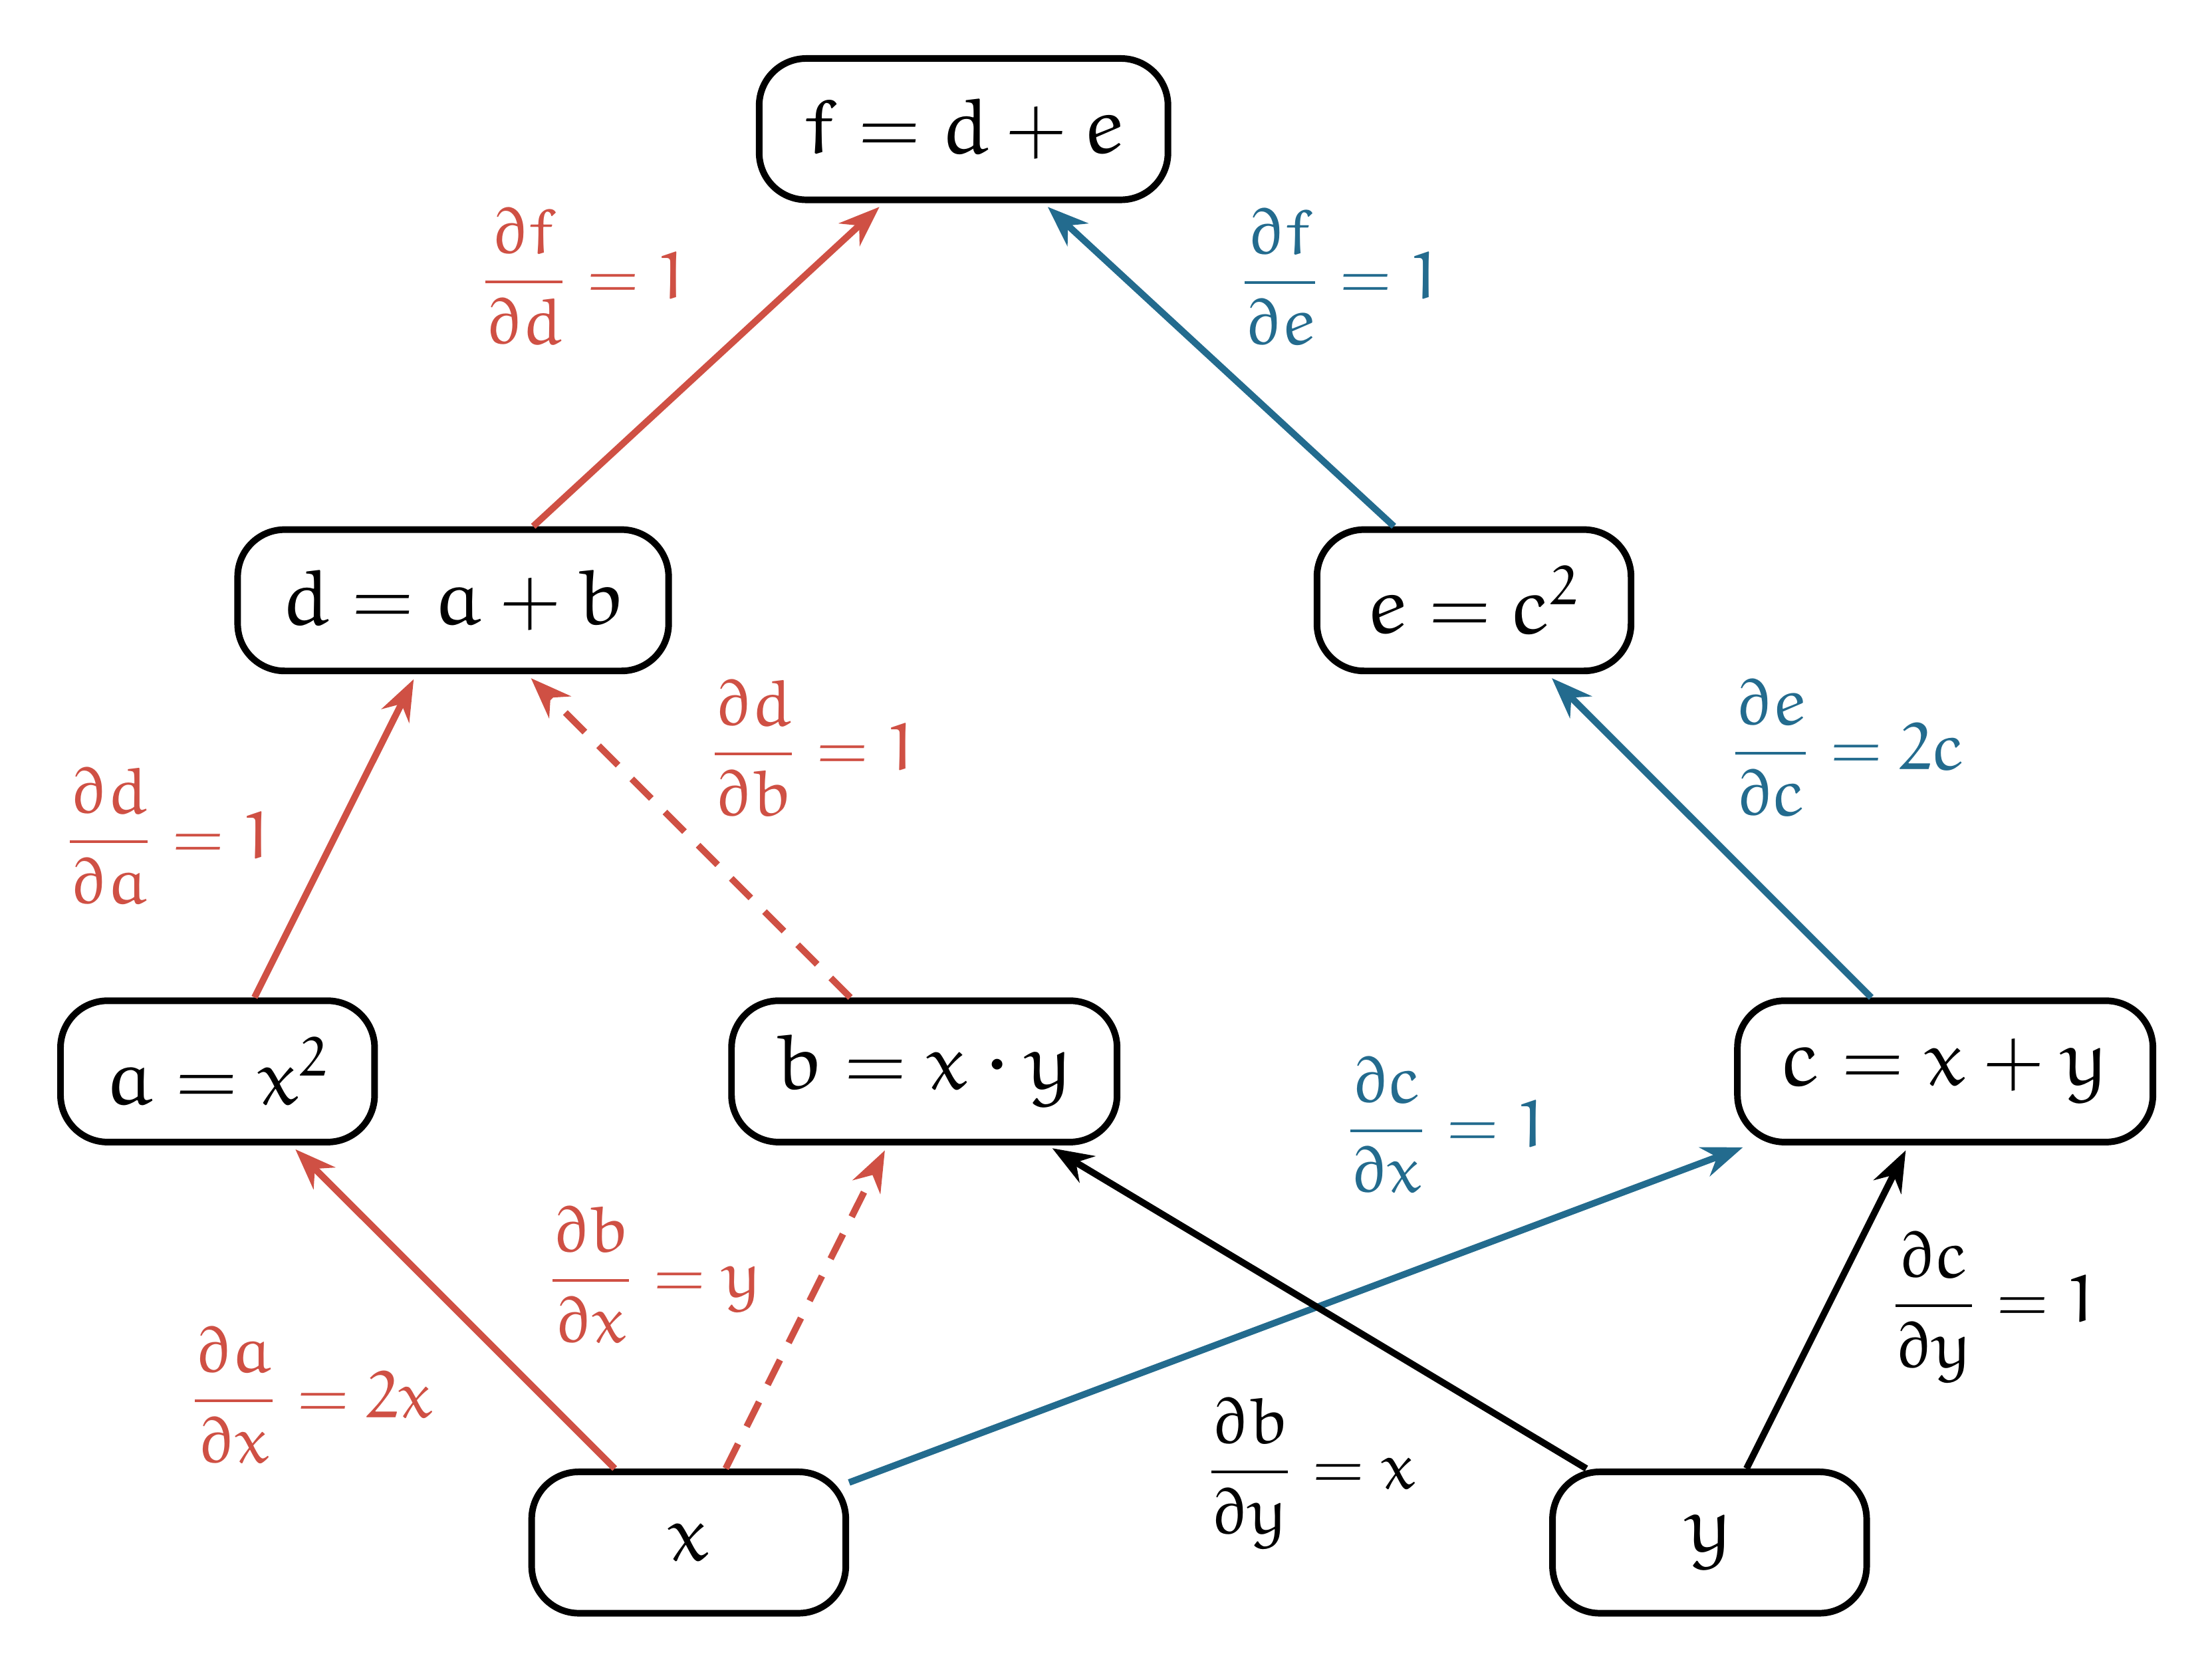 f = d + e
∂f/∂d = 1
∂f/∂e = 1
d = a + b
e = c²
∂d/∂a = 1
∂d/∂b = 1
∂e/∂c = 2c
a = x²
b = x · y
c = x + y
∂a/∂x = 2x
∂b/∂x = y
∂c/∂x = 1
∂b/∂y = x
∂c/∂y = 1
x
y